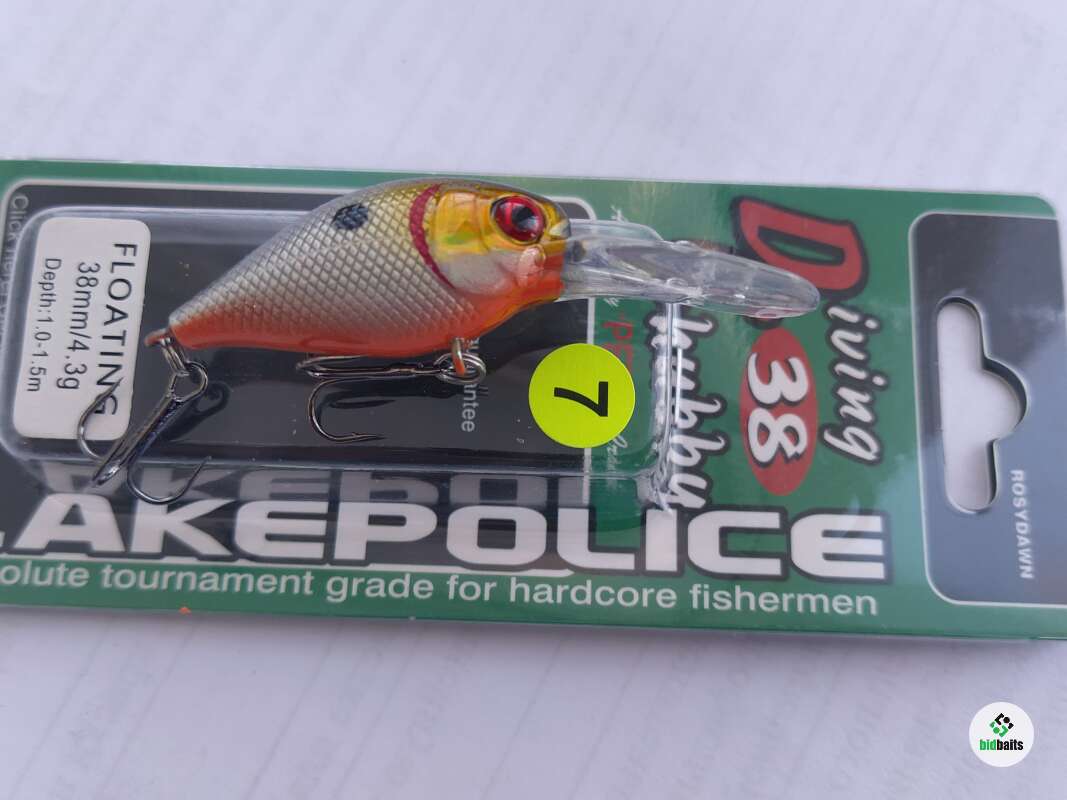 FLOATING
38mm/4.3g
Depth:1.0-1.5m
Diving
38
7
AKEPOLICE
olute tournament grade for hardcore fishermen
ROSYDAWN
bidbaits